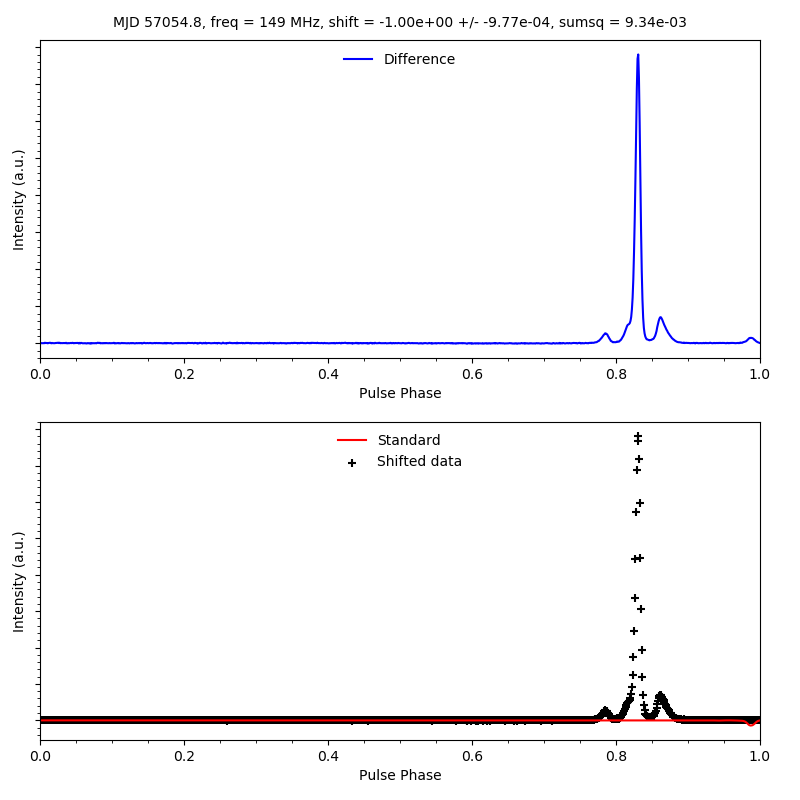 MJD 57054.8, freq = 149 MHz, shift = -1.00e+00 +/- -9.77e-04, sumsq = 9.34e-03
Difference
Intensity (a.u.)
0.0 0.2 0.4 0.6 0.8 1.0
Pulse Phase
Standard
Shifted data
Intensity (a.u.)
0.0 0.2 0.4 0.6 0.8 1.0
Pulse Phase